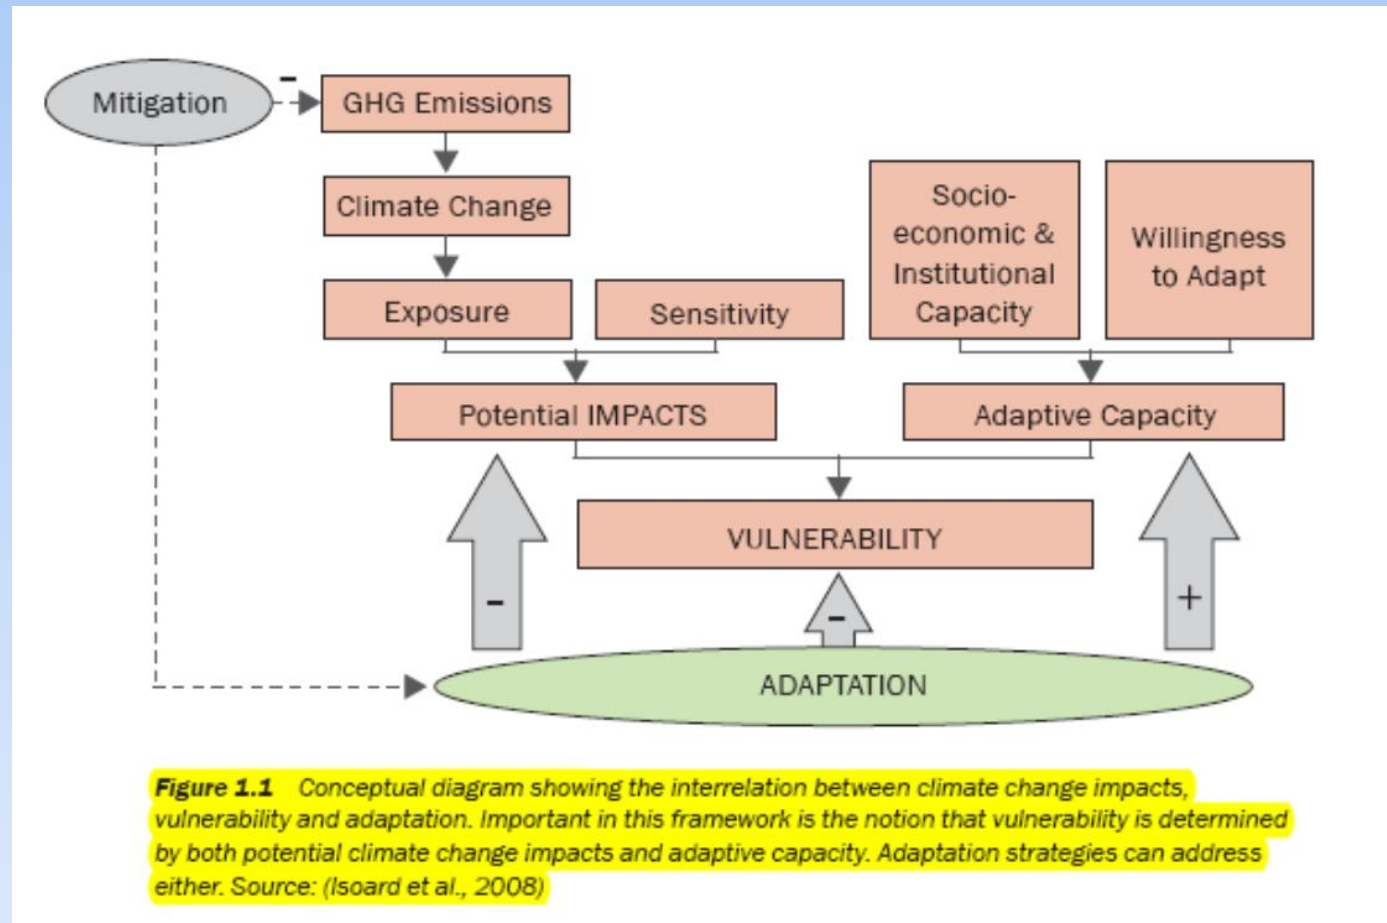 Mitigation
-
GHG Emissions
Climate Change
Exposure
Sensitivity
Socio-
economic &
Institutional
Capacity
Willingness
to Adapt
Potential IMPACTS
Adaptive Capacity
VULNERABILITY
-
-
+
ADAPTATION
Figure 1.1 Conceptual diagram showing the interrelation between climate change impacts,
vulnerability and adaptation. Important in this framework is the notion that vulnerability is determined
by both potential climate change impacts and adaptive capacity. Adaptation strategies can address
either. Source: (Isoard et al., 2008)